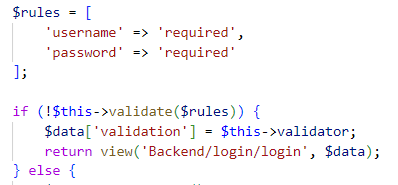 $rules = [
    'username' => 'required',
    'password' => 'required'
];

if (!$this->validate($rules)) {
    $data['validation'] = $this->validator;
    return view('Backend/login/login', $data);
} else {